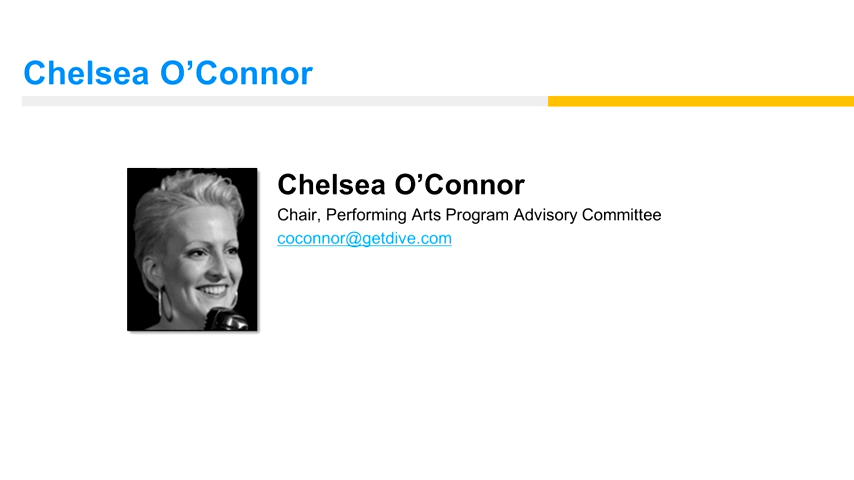 Chelsea O’Connor
Chelsea O’Connor
Chair, Performing Arts Program Advisory Committee
coconnor@getdive.com